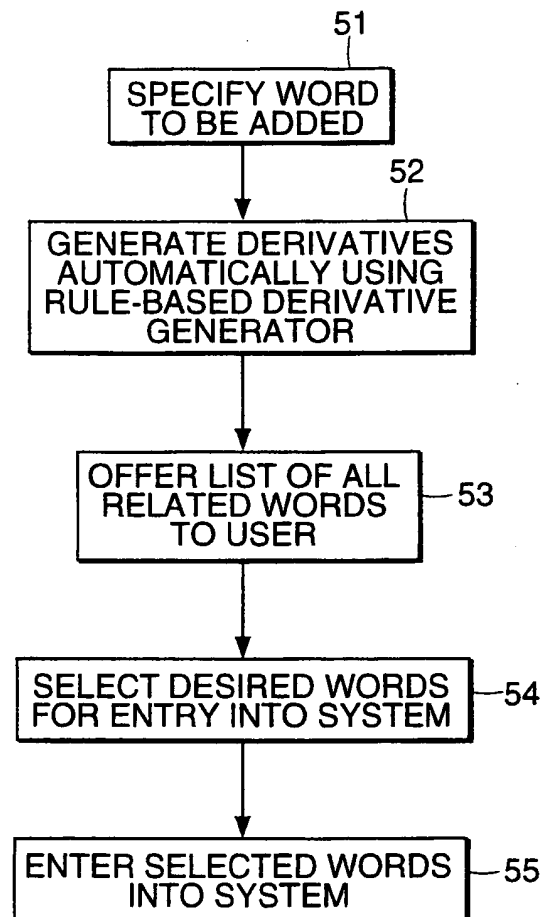 51
SPECIFY WORD
TO BE ADDED
52
GENERATE DERIVATIVES
AUTOMATICALLY USING
RULE-BASED DERIVATIVE
GENERATOR
OFFER LIST OF ALL
RELATED WORDS
TO USER
53
SELECT DESIRED WORDS
FOR ENTRY INTO SYSTEM
54
ENTER SELECTED WORDS
INTO SYSTEM
55